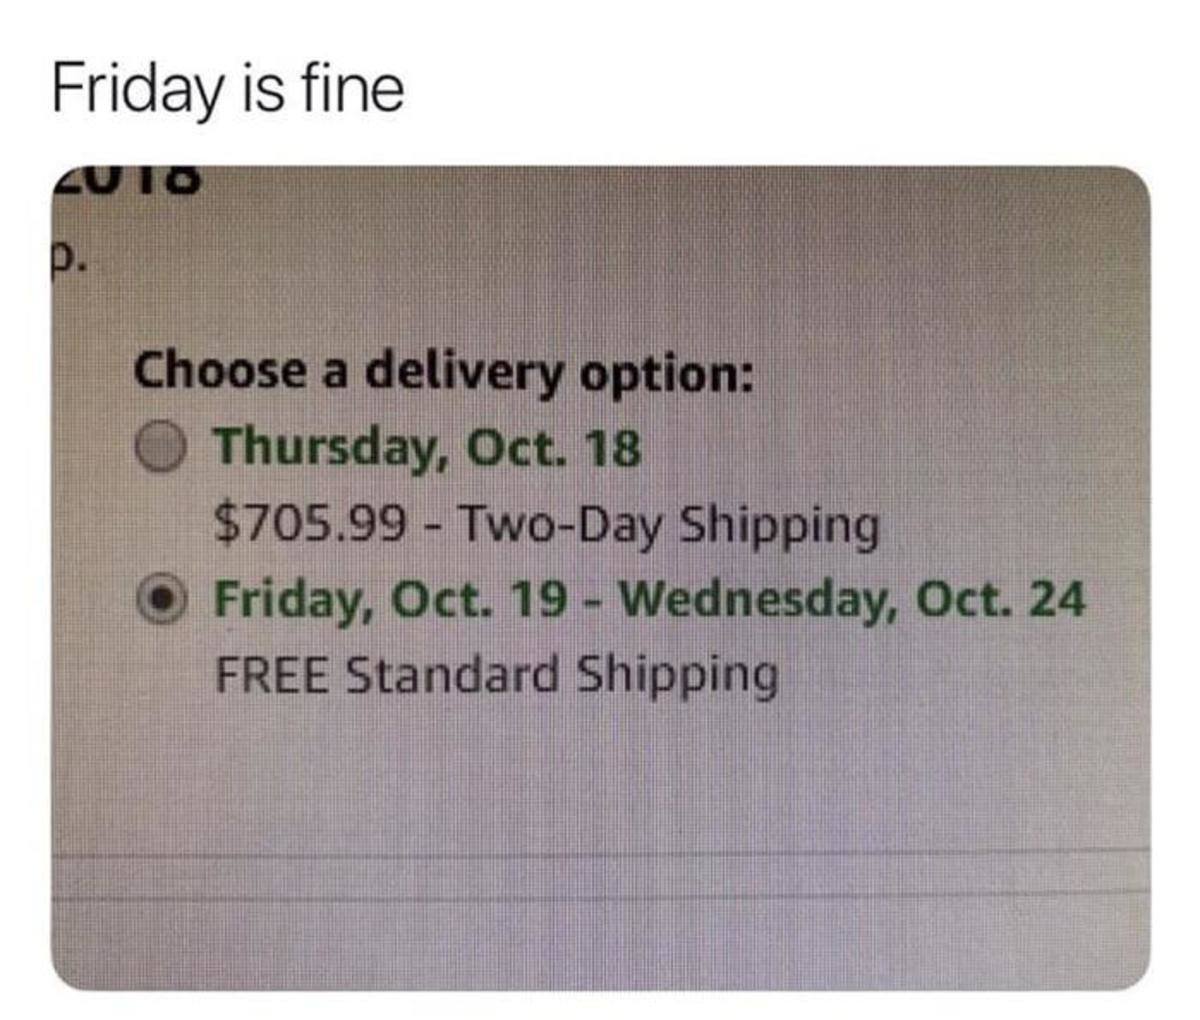 Friday is fine
2018
p.
Choose a delivery option:
Thursday, Oct. 18
$705.99 - Two-Day Shipping
Friday, Oct. 19 - Wednesday, Oct. 24
FREE Standard Shipping